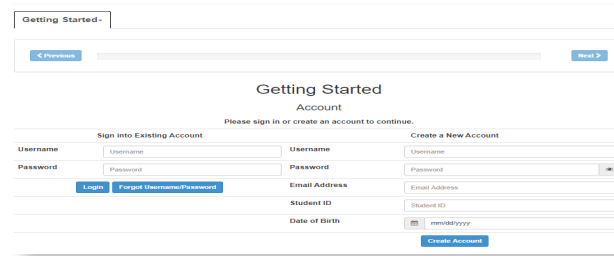 Getting Started-
< Previous
Next >
Getting Started
Account
Please sign in or create an account to continue.
Sign into Existing Account
Create a New Account
Username
Username
Username
Username
Password
Password
Password
Password
Login
Forgot Username/Password
Email Address
Email Address
Student ID
Student ID
Date of Birth
mm/dd/yyyy
Create Account